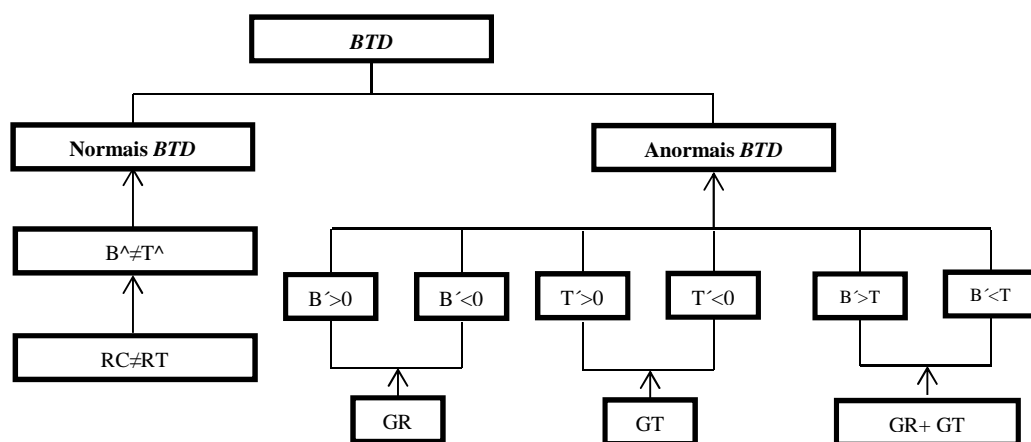 BTD
Normais BTD
Anormais BTD
B^≠T^
B´>0
B´<0
T´>0
T´<0
B´>T
B´<T
RC≠RT
GR
GT
GR+ GT